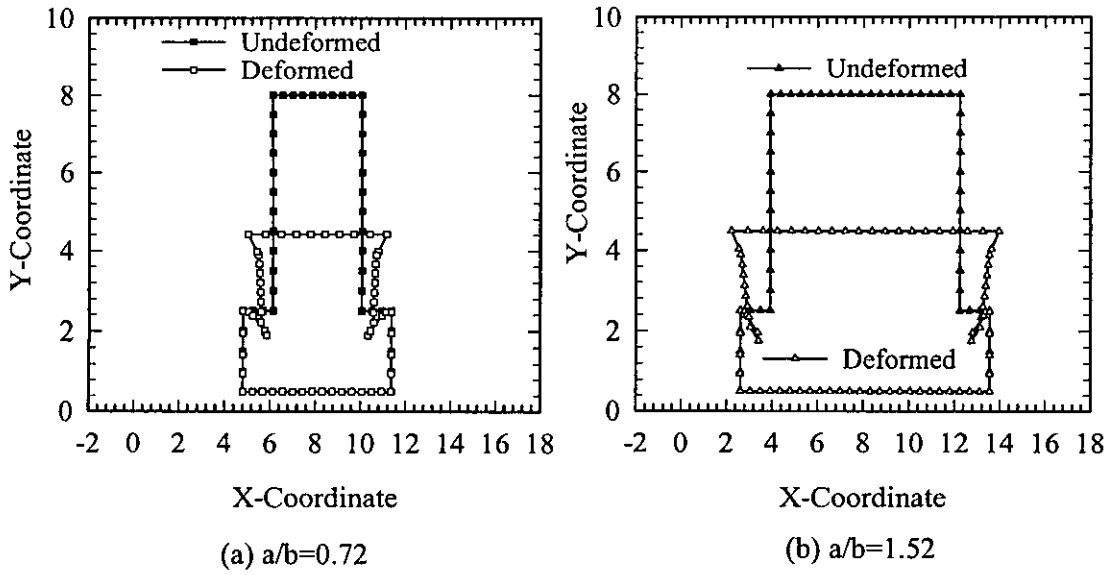 10
8
6
4
2
0
Y-Coordinate
Undeformed
Deformed
-2 0 2 4 6 8 10 12 14 16 18
X-Coordinate
(a) a/b=0.72
10
8
6
4
2
0
Y-Coordinate
Undeformed
Deformed
-2 0 2 4 6 8 10 12 14 16 18
X-Coordinate
(b) a/b=1.52